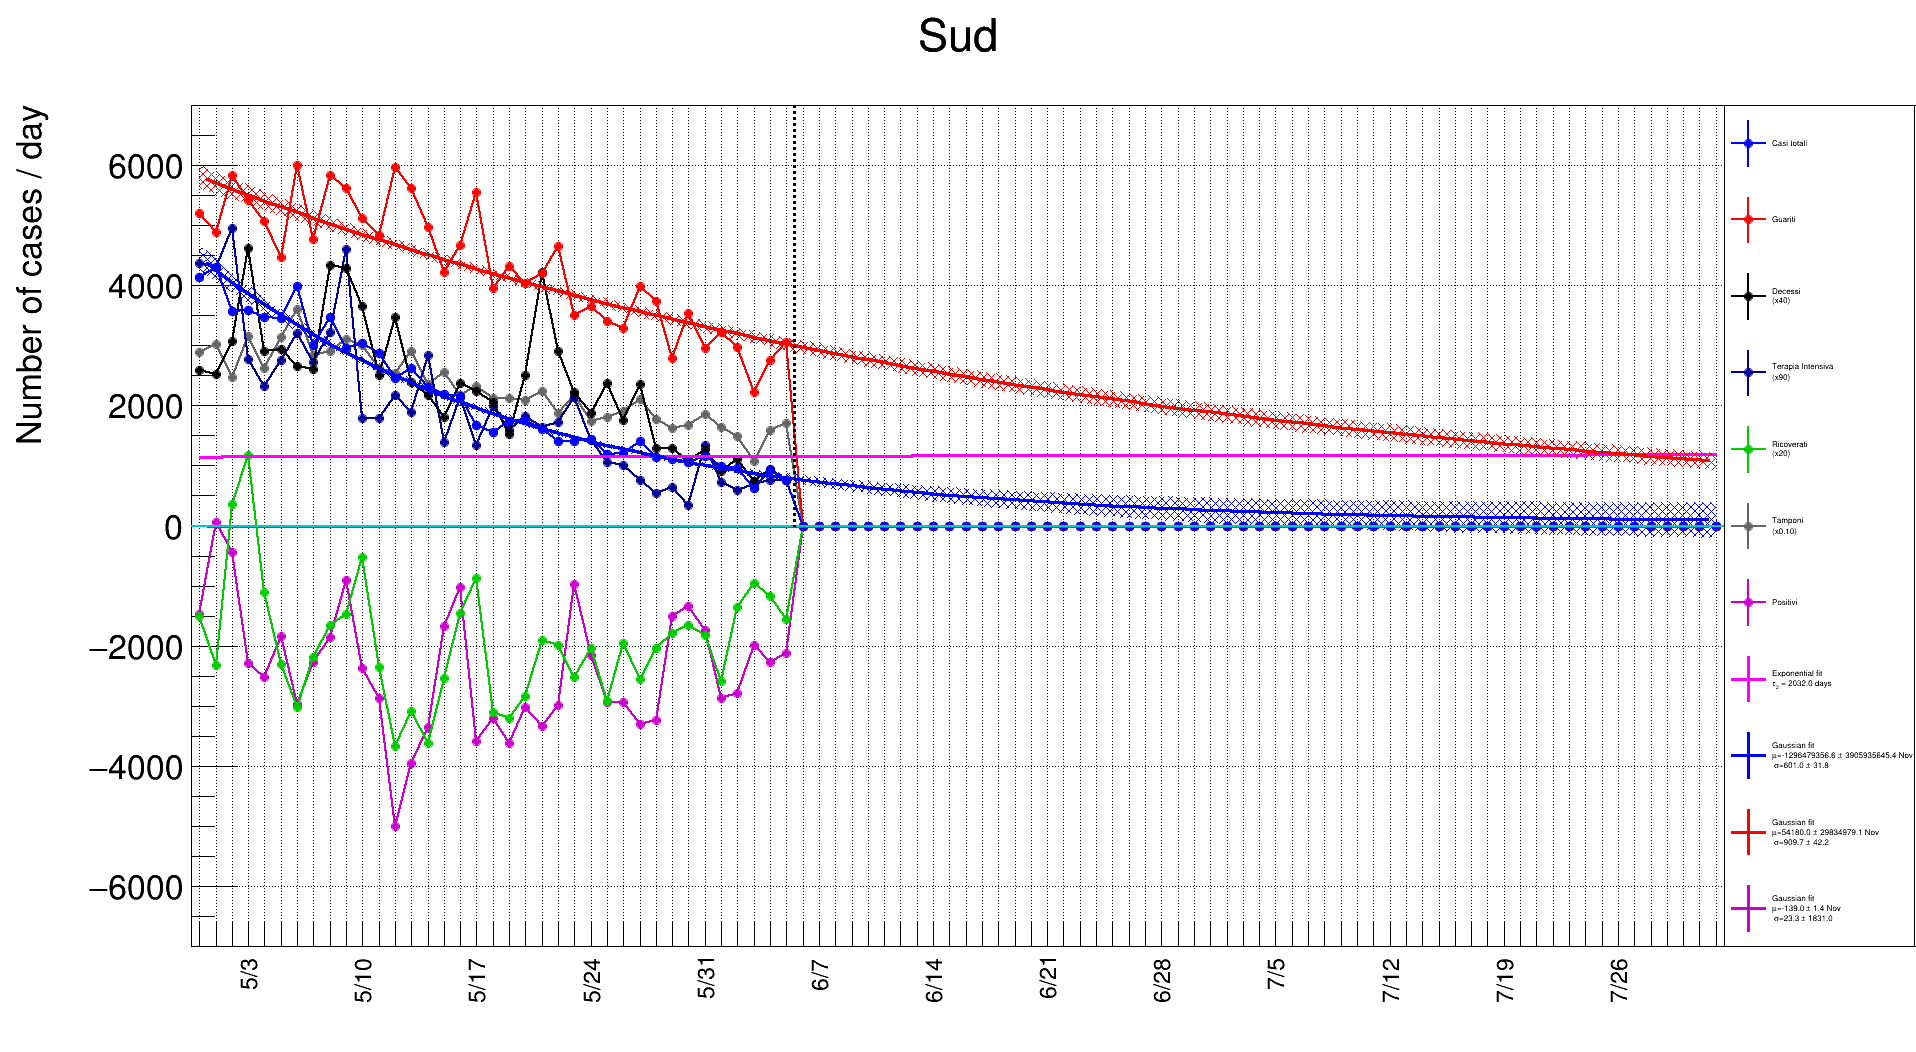 Sud
Number of cases / day
6000
4000
2000
0
−2000
−4000
−6000
5/3
5/10
5/17
5/24
5/31
6/7
6/14
6/21
6/28
7/5
7/12
7/19
7/26
Casi totali
Guariti
Decessi
(x40)
Terapia Intensiva
(x90)
Ricoverati
(x20)
Tamponi
(x0.10)
Positivi
Exponential fit
τ₂ = 2032.0 days
Gaussian fit
μ=-1296479356.6 ± 3905935645.4 Nov
σ=601.0 ± 31.8
Gaussian fit
μ=54180.0 ± 29834979.1 Nov
σ=909.7 ± 42.2
Gaussian fit
μ=-139.0 ± 1.4 Nov
σ=23.3 ± 1831.0